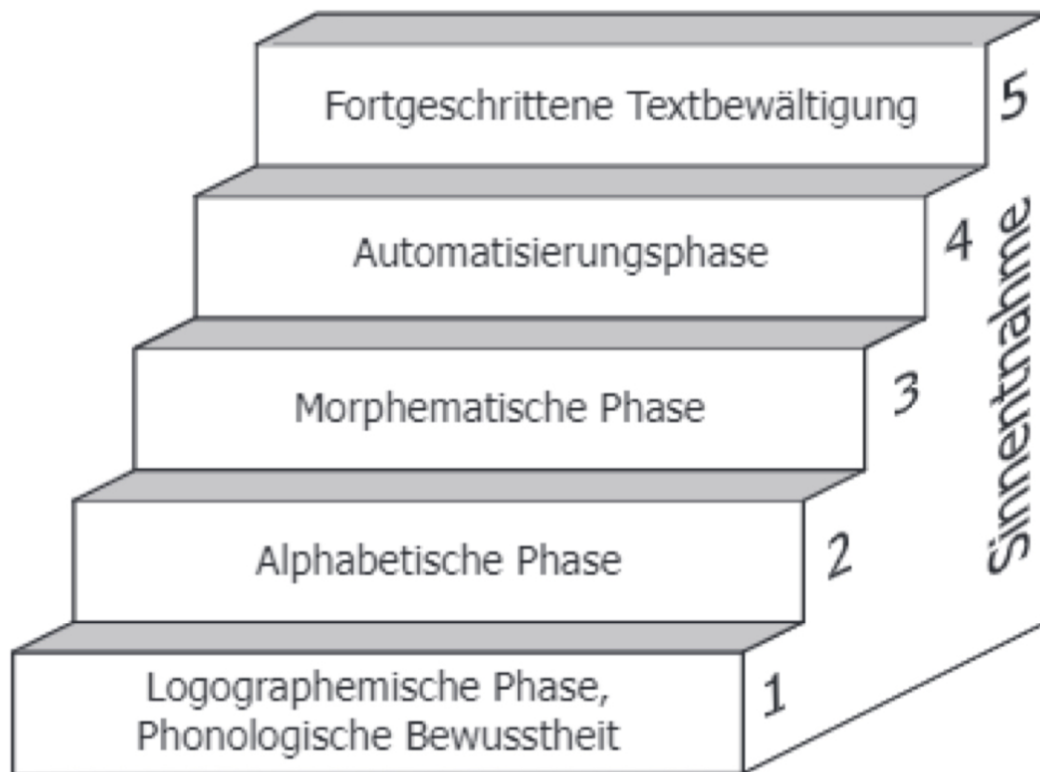 Fortgeschrittene Textbewältigung
5
Automatisierungsphase
4
Morphematische Phase
3
Alphabetische Phase
2
Logographemische Phase,
Phonologische Bewusstheit
1
Sinnentnahme